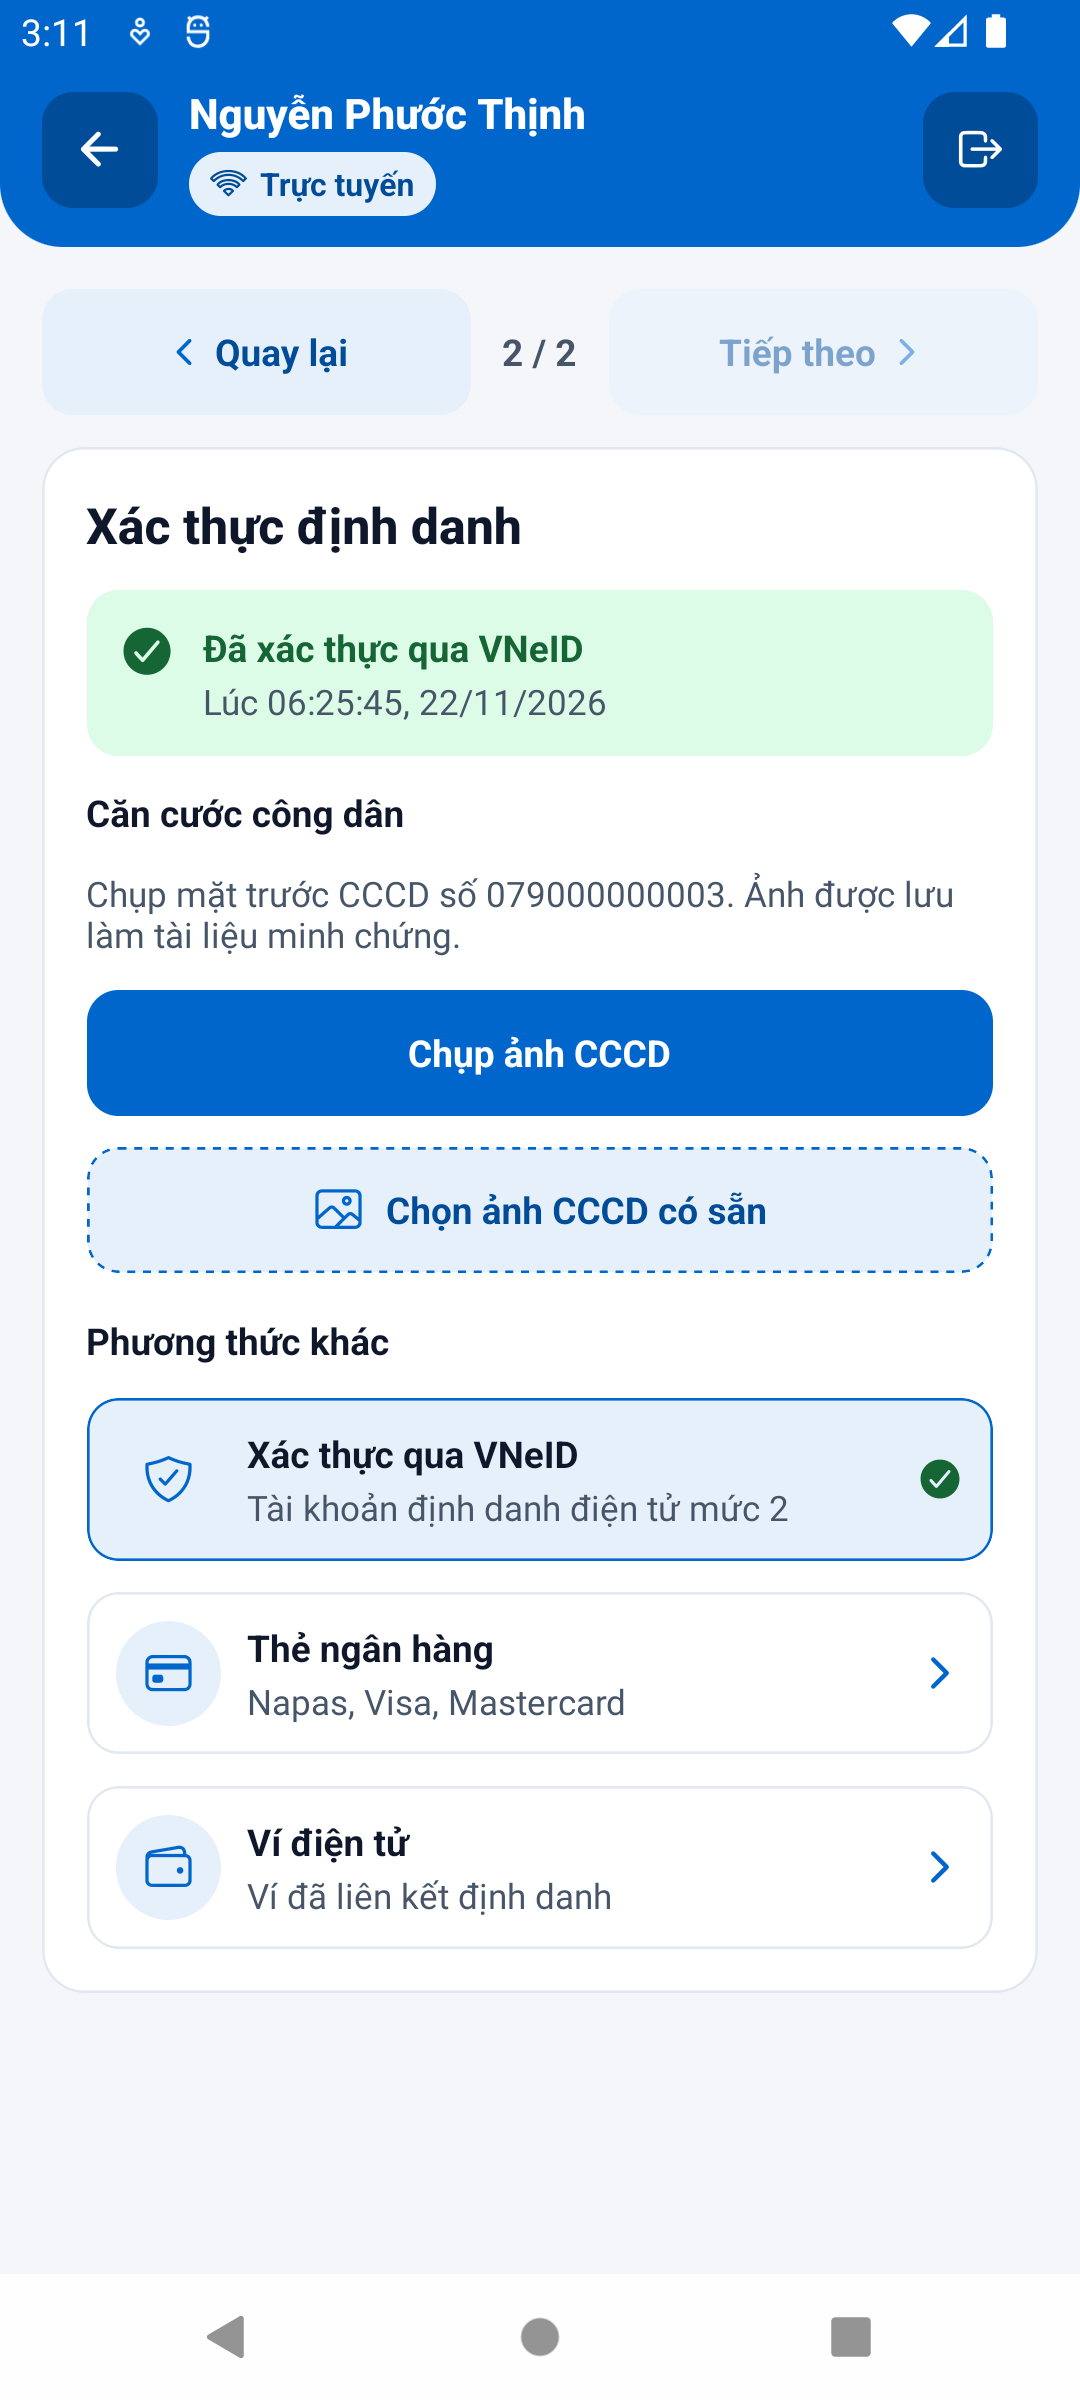 3:11
Nguyễn Phước Thịnh
Trực tuyến
Quay lại
2 / 2
Tiếp theo
Xác thực định danh
Đã xác thực qua VNeID
Lúc 06:25:45, 22/11/2026
Căn cước công dân
Chụp mặt trước CCCD số 079000000003. Ảnh được lưu
làm tài liệu minh chứng.
Chụp ảnh CCCD
Chọn ảnh CCCD có sẵn
Phương thức khác
Xác thực qua VNeID
Tài khoản định danh điện tử mức 2
Thẻ ngân hàng
Napas, Visa, Mastercard
Ví điện tử
Ví đã liên kết định danh